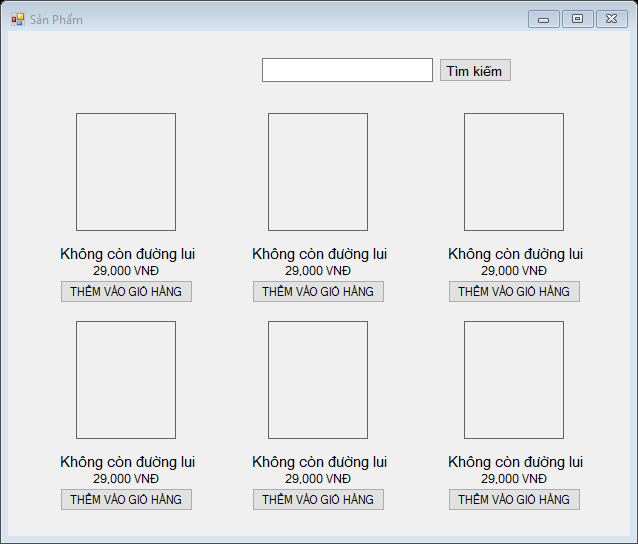 Sản Phẩm
Tìm kiếm
Không còn đường lui Không còn đường lui Không còn đường lui
29,000 VNĐ 29,000 VNĐ 29,000 VNĐ
THÊM VÀO GIỎ HÀNG THÊM VÀO GIỎ HÀNG THÊM VÀO GIỎ HÀNG
Không còn đường lui Không còn đường lui Không còn đường lui
29,000 VNĐ 29,000 VNĐ 29,000 VNĐ
THÊM VÀO GIỎ HÀNG THÊM VÀO GIỎ HÀNG THÊM VÀO GIỎ HÀNG